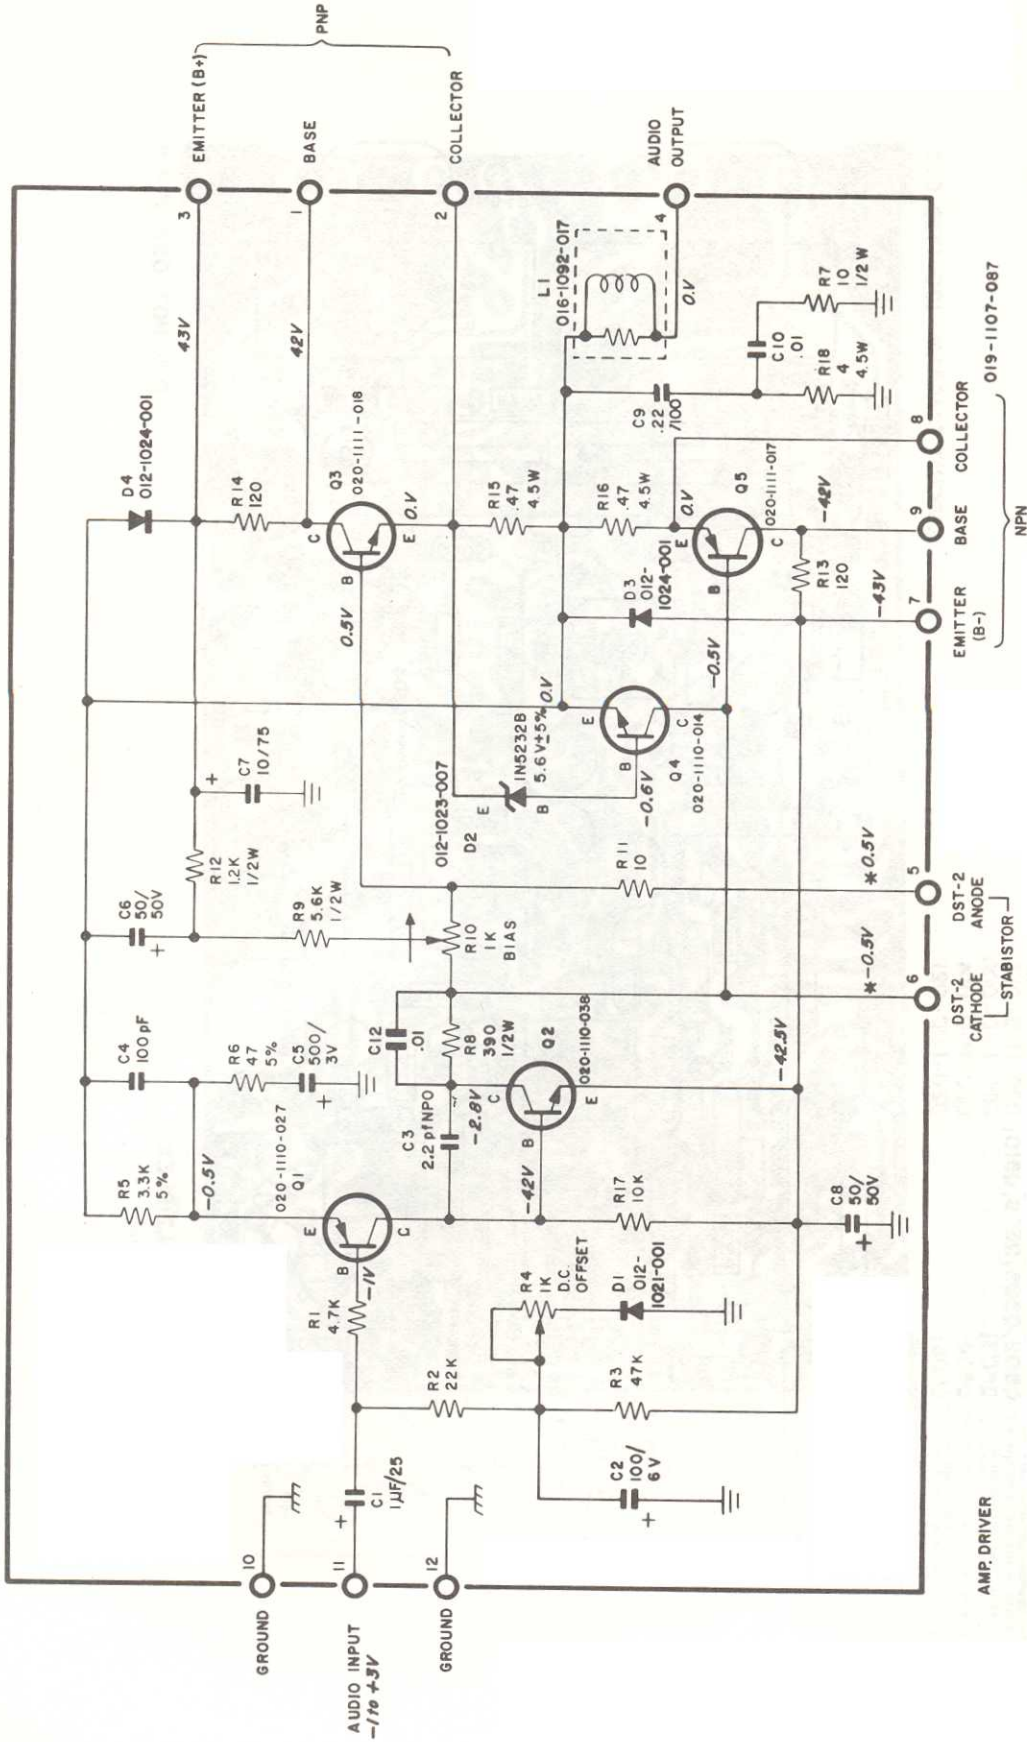 GROUND
10
AUDIO INPUT
-1 to +3V
11
GROUND
12
+
C1
1µF/25
R1
4.7K
-1V
R2
22K
C2
100/
6V
+
R3
47K
R4
1K
D.C.
OFFSET
D1
012-
1021-001
R5
3.3K
5%
-0.5V
020-1110-027
Q1
E
B
C
C4
100pF
R6
47
5%
C5
500/
3V
+
C3
2.2pfNPO
-2.8V
-42V
R17
10K
C8
50/
50V
+
C12
.01
R8
390
1/2W
Q2
020-1110-038
C
B
E
-42.5V
C6
50/
50V
+
R12
1.2K
1/2W
R9
5.6K
1/2W
R10
1K
BIAS
C7
10/75
+
012-1023-007
D2
E
B
1N5232B
5.6V±5%
R11
10
-0.6V
0.V
E
B
C
Q4
020-1110-014
D4
012-1024-001
R14
120
43V
42V
Q3
020-1111-018
C
B
E
0.5V
0.V
R15
.47
4.5W
R16
.47
4.5W
D3
012-
1024-001
-0.5V
0.V
E
B
C
Q5
020-1111-017
-42V
R13
120
-43V
L1
016-1092-017
0.V
C9
.22
/100
C10
.01
R18
4
4.5W
R7
10
1/2W
3
EMITTER (B+)
1
BASE
2
COLLECTOR
PNP
4
AUDIO
OUTPUT
*-0.5V
6
DST-2
CATHODE
*0.5V
5
DST-2
ANODE
STABISTOR
7
EMITTER
(B-)
9
BASE
8
COLLECTOR
NPN
019-1107-087
AMP. DRIVER